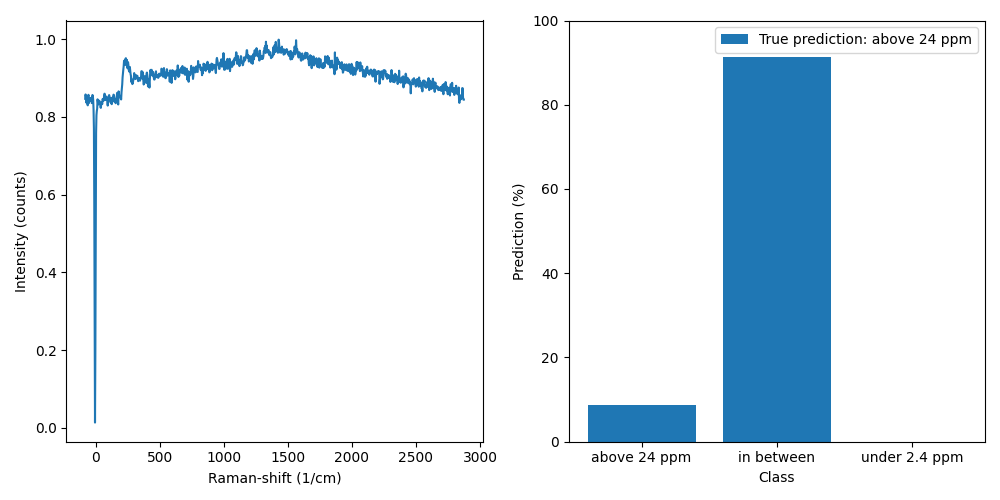 1.0
0.8
0.6
0.4
0.2
0.0
Intensity (counts)
0
500
1000
1500
2000
2500
3000
Raman-shift (1/cm)
100
80
60
40
20
0
Prediction (%)
True prediction: above 24 ppm
above 24 ppm
in between
under 2.4 ppm
Class